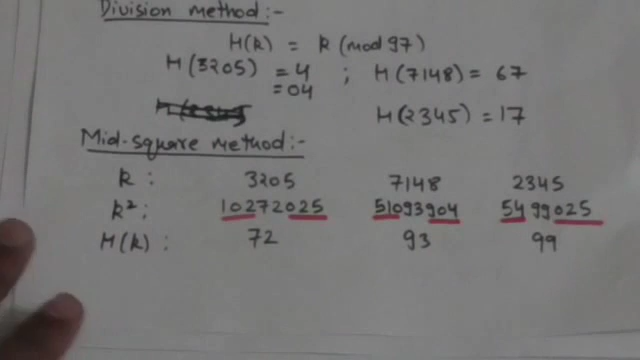 Division method:-
H(k) = k (mod 97)
H(3205) = 4 ; H(7148) = 67
= 04
H(2345) = 17
Mid-square method:-
k : 3205 7148 2345
k²: 10272025 51093904 5499025
H(k) : 72 93 99